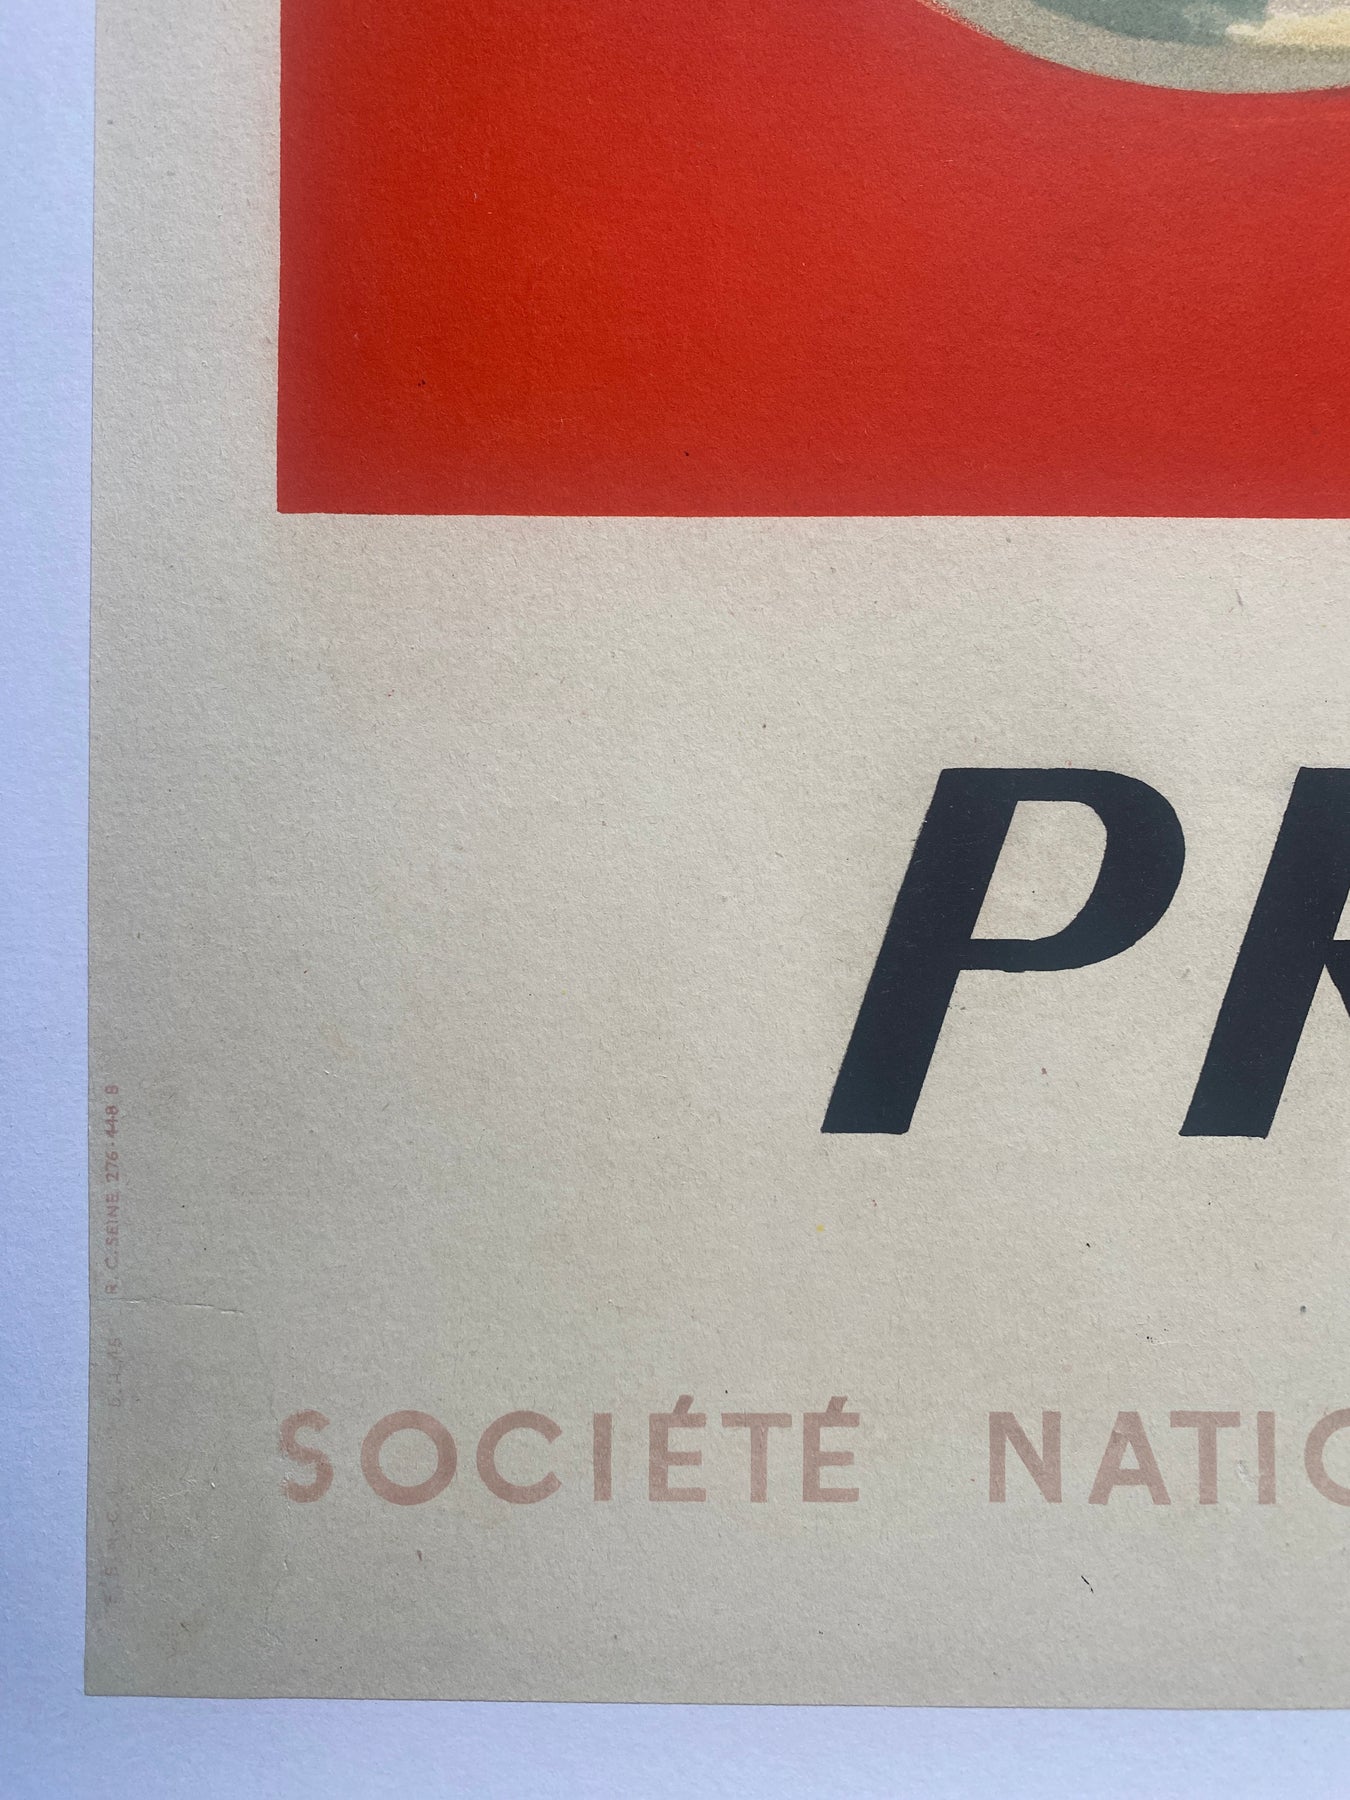 PR
SOCIÉTÉ NATIO
R.C. SEINE 276.448 B